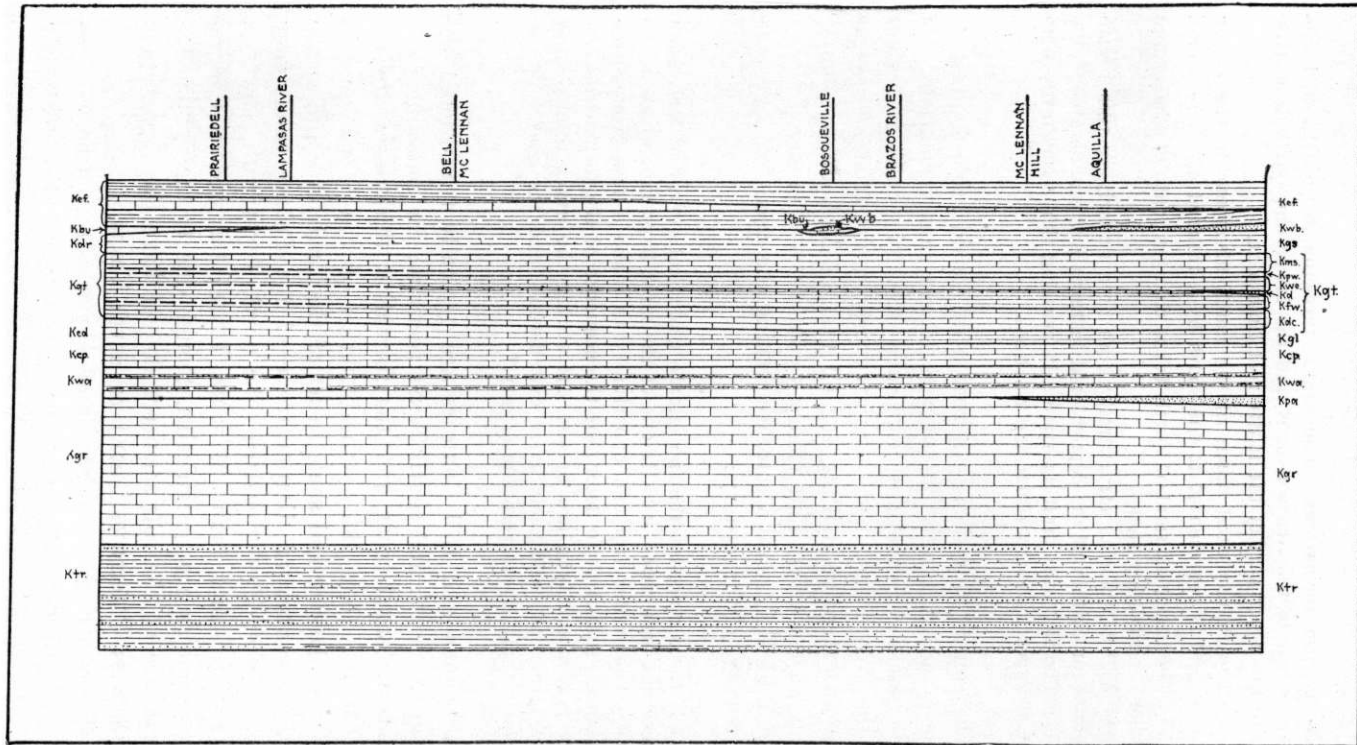 PRAIRIEDELL
LAMPASAS RIVER
BELL
MC LENNAN
BOSQUEVILLE
BRAZOS RIVER
MC LENNAN
HILL
AQUILLA
Kef.
Kbu
Kdr
Kgt
Ked
Kcp.
Kwa
Kgr
Ktr.
Kbu
Kwb
Kef.
Kwb.
Kgs
Kms.
Kpw.
Kwe.
Kd
Kfw.
Kdc.
Kgt.
Kgl
Kcp
Kwa.
Kpa
Kgr
Ktr